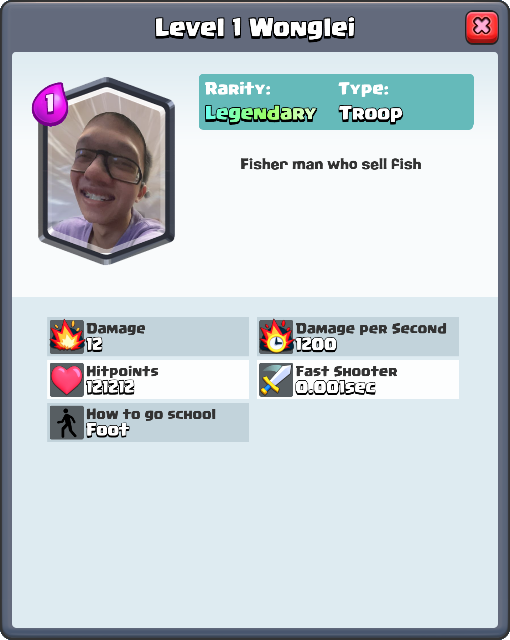 Level 1 Wonglei
1
Rarity: Type:
Legendary Troop
Fisher man who sell fish
Damage
12
Damage per Second
1200
Hitpoints
121212
Fast Shooter
0.001sec
How to go school
Foot